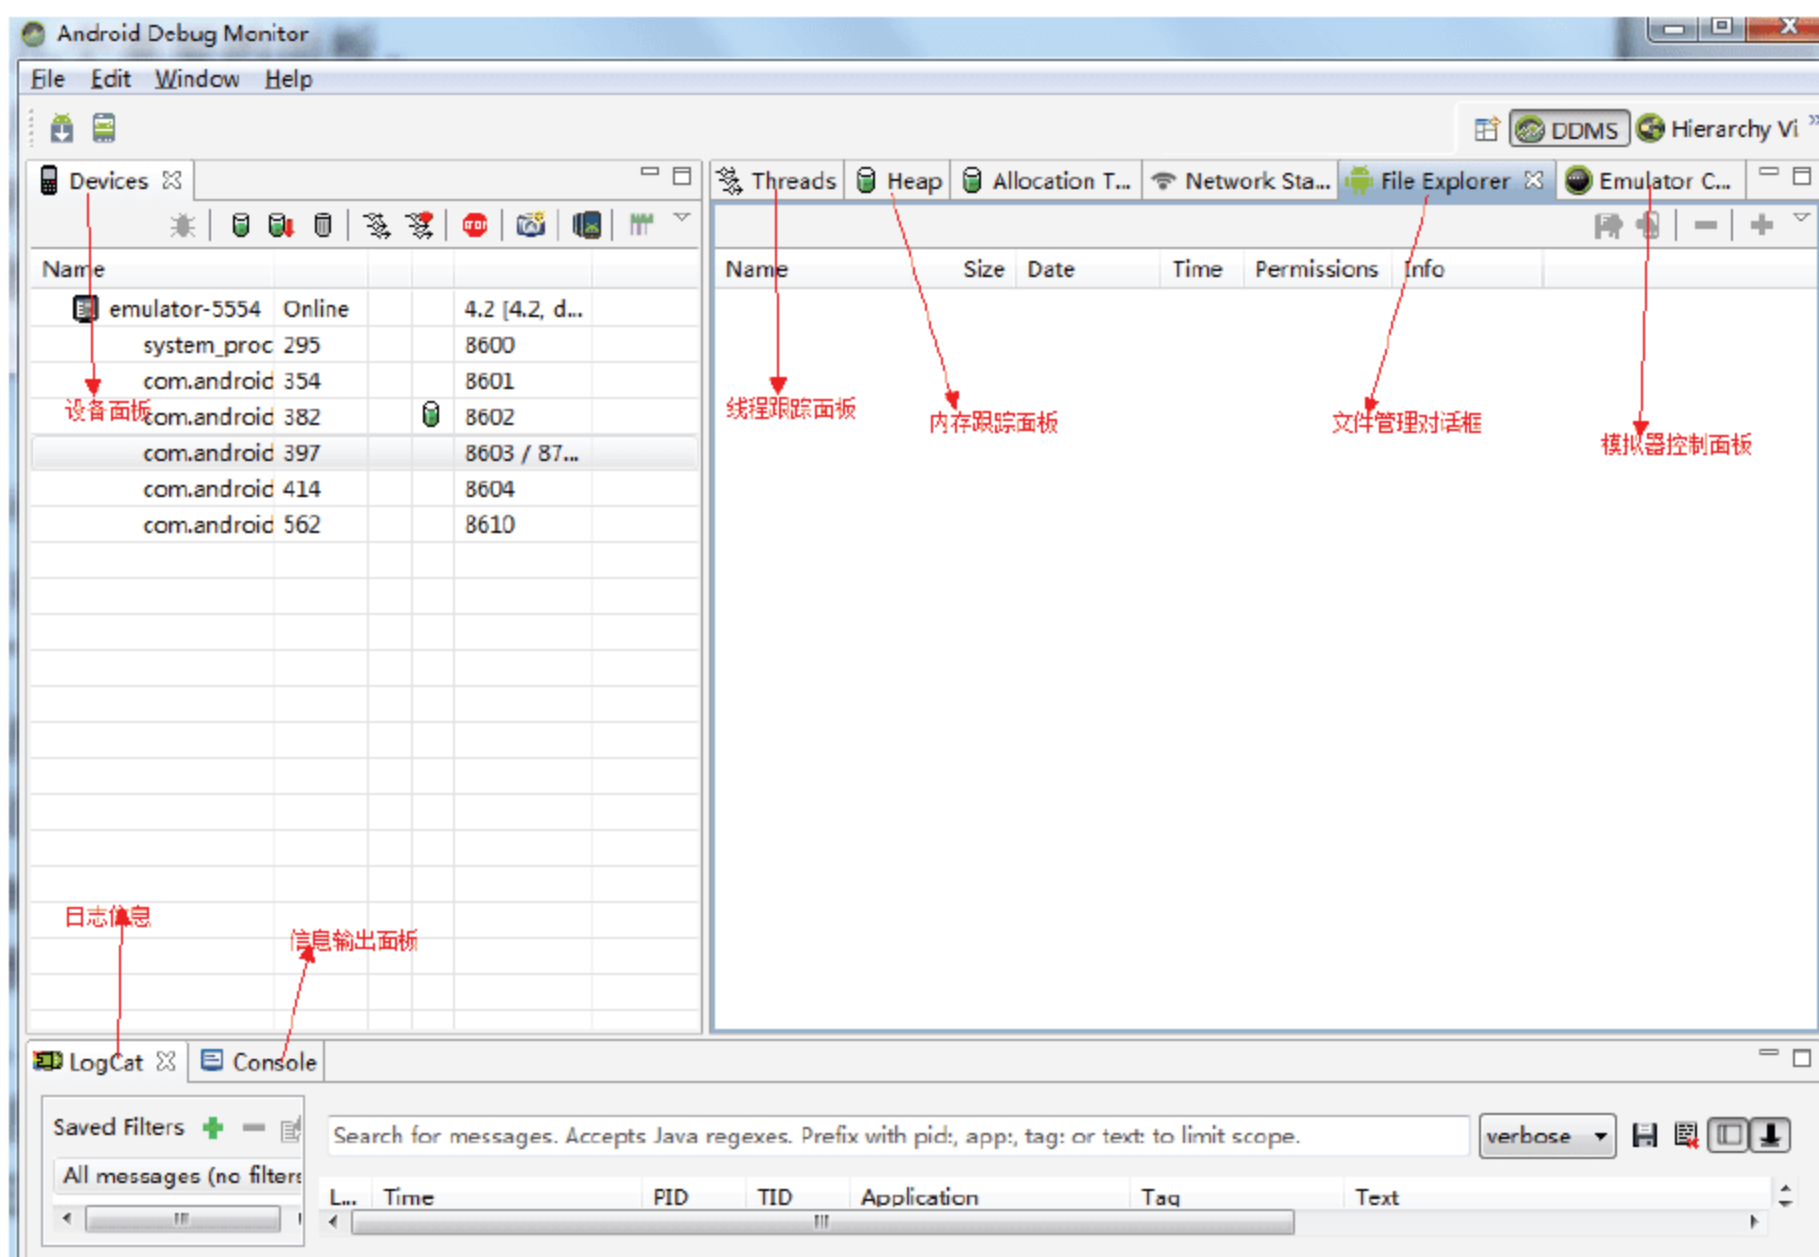 Android Debug Monitor
File Edit Window Help
DDMS Hierarchy Vi
Devices
Threads Heap Allocation T... Network Sta... File Explorer Emulator C...
Name
Name Size Date Time Permissions Info
emulator-5554 Online 4.2 [4.2, d...
system_proc 295 8600
com.android 354 8601
com.android 382 8602
com.android 397 8603 / 87...
com.android 414 8604
com.android 562 8610
设备面板
线程跟踪面板
内存跟踪面板
文件管理对话框
模拟器控制面板
日志信息
信息输出面板
LogCat Console
Saved Filters
Search for messages. Accepts Java regexes. Prefix with pid:, app:, tag: or text: to limit scope.
verbose
All messages (no filters
L... Time PID TID Application Tag Text